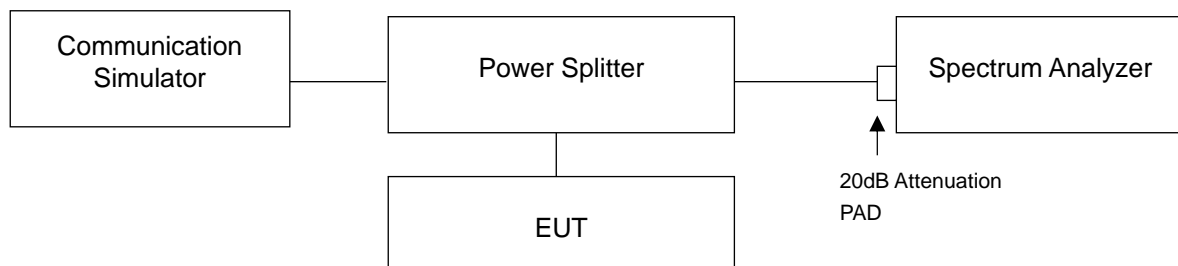 Communication
Simulator
Power Splitter
Spectrum Analyzer
20dB Attenuation
PAD
EUT